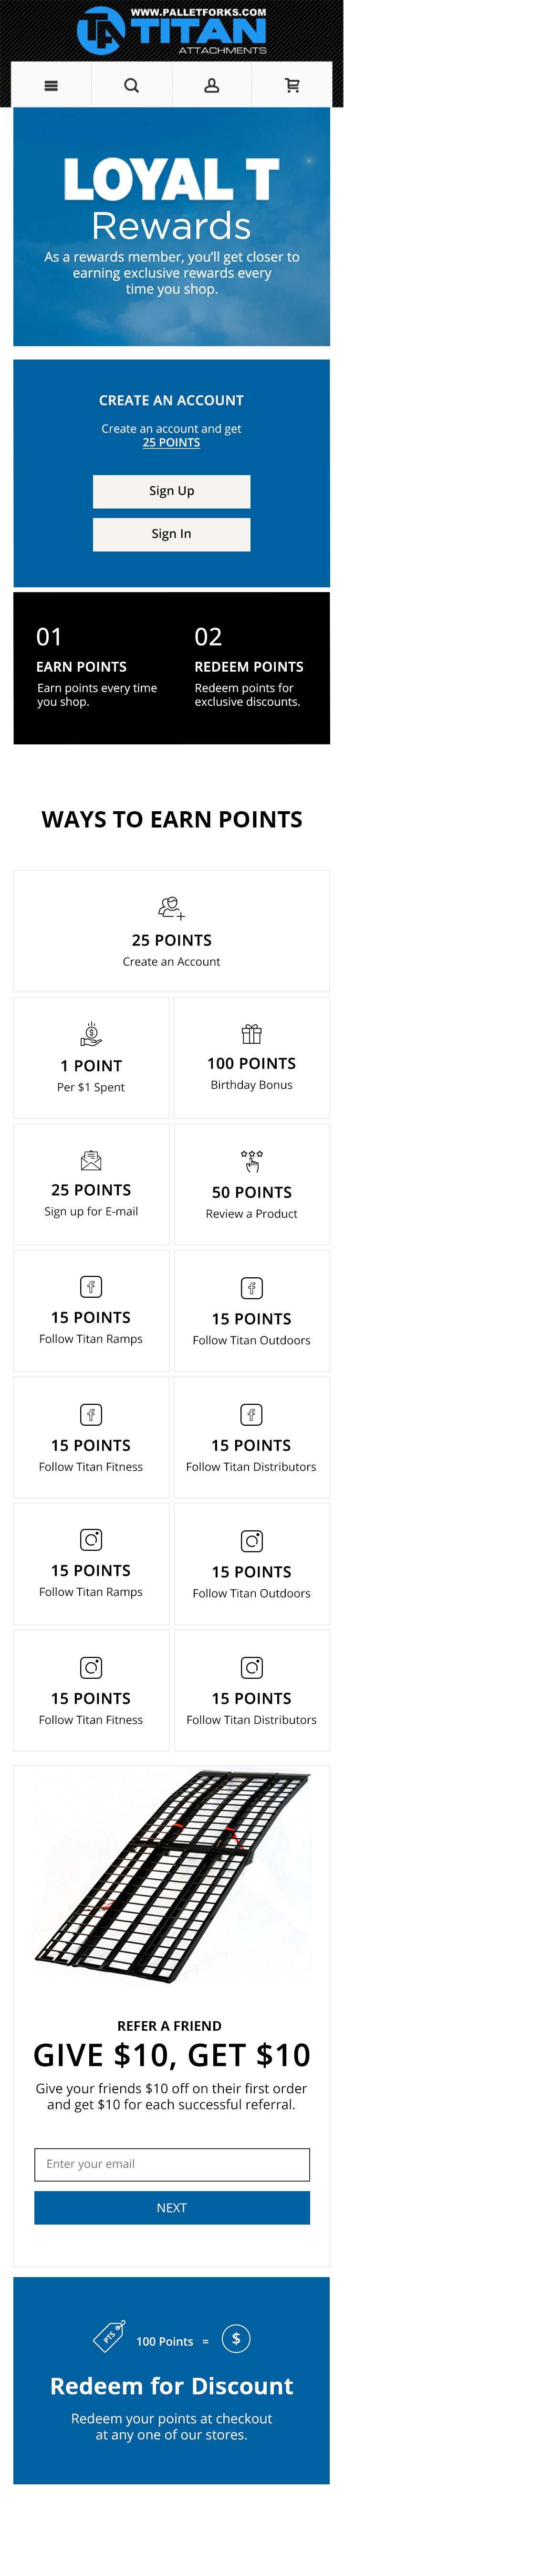 WWW.PALLETFORKS.COM
TA TITAN
ATTACHMENTS
LOYAL T
Rewards
As a rewards member, you'll get closer to
earning exclusive rewards every
time you shop.
CREATE AN ACCOUNT
Create an account and get
25 POINTS
Sign Up
Sign In
01
EARN POINTS
Earn points every time
you shop.
02
REDEEM POINTS
Redeem points for
exclusive discounts.
WAYS TO EARN POINTS
25 POINTS
Create an Account
1 POINT
Per $1 Spent
100 POINTS
Birthday Bonus
25 POINTS
Sign up for E-mail
50 POINTS
Review a Product
15 POINTS
Follow Titan Ramps
15 POINTS
Follow Titan Outdoors
15 POINTS
Follow Titan Fitness
15 POINTS
Follow Titan Distributors
15 POINTS
Follow Titan Ramps
15 POINTS
Follow Titan Outdoors
15 POINTS
Follow Titan Fitness
15 POINTS
Follow Titan Distributors
REFER A FRIEND
GIVE $10, GET $10
Give your friends $10 off on their first order
and get $10 for each successful referral.
Enter your email
NEXT
PTS 100 Points = $
Redeem for Discount
Redeem your points at checkout
at any one of our stores.